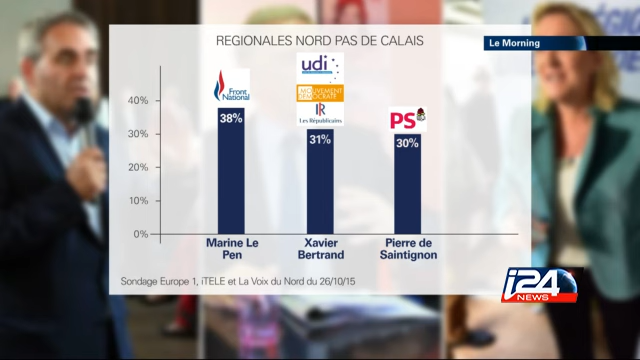 REGIONALES NORD PAS DE CALAIS
Le Morning
Front
National
udi
MOUVEMENT
DÉMOCRATE
LR
Les Républicains
PS
40%
30%
20%
10%
0%
38%
31%
30%
Marine Le
Pen
Xavier
Bertrand
Pierre de
Saintignon
Sondage Europe 1, iTELE et La Voix du Nord du 26/10/15
i24
NEWS